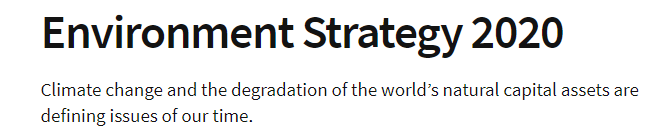 Environment Strategy 2020
Climate change and the degradation of the world’s natural capital assets are
defining issues of our time.